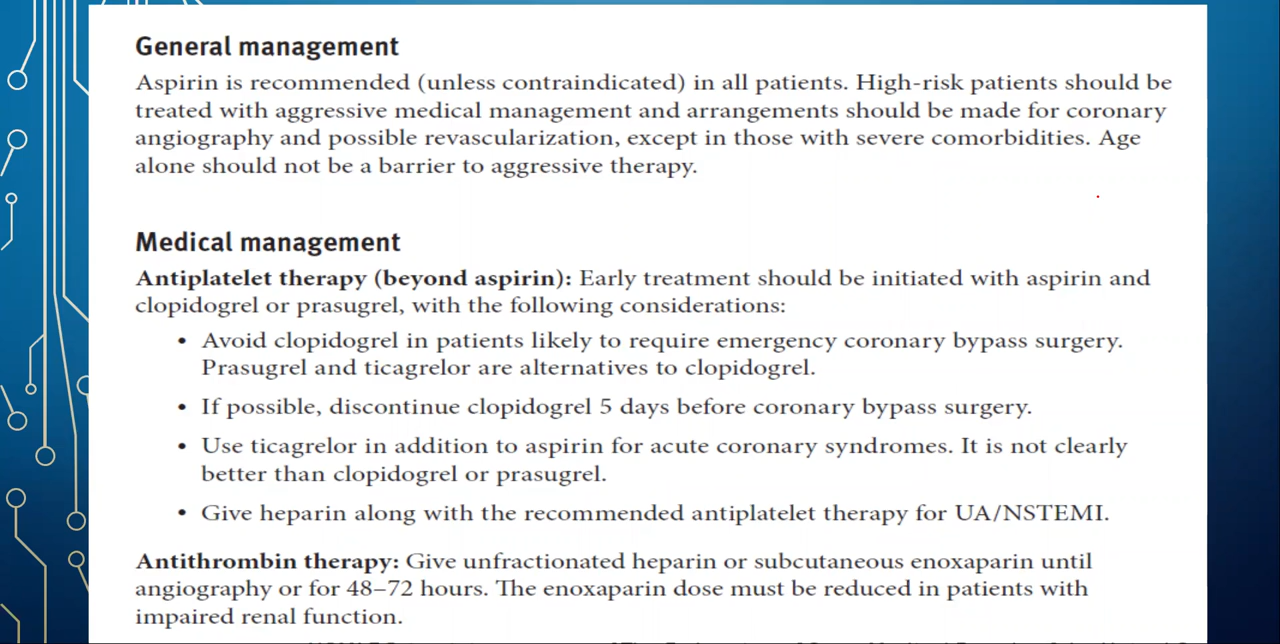 General management
Aspirin is recommended (unless contraindicated) in all patients. High-risk patients should be
treated with aggressive medical management and arrangements should be made for coronary
angiography and possible revascularization, except in those with severe comorbidities. Age
alone should not be a barrier to aggressive therapy.
Medical management
Antiplatelet therapy (beyond aspirin): Early treatment should be initiated with aspirin and
clopidogrel or prasugrel, with the following considerations:
• Avoid clopidogrel in patients likely to require emergency coronary bypass surgery.
Prasugrel and ticagrelor are alternatives to clopidogrel.
• If possible, discontinue clopidogrel 5 days before coronary bypass surgery.
• Use ticagrelor in addition to aspirin for acute coronary syndromes. It is not clearly
better than clopidogrel or prasugrel.
• Give heparin along with the recommended antiplatelet therapy for UA/NSTEMI.
Antithrombin therapy: Give unfractionated heparin or subcutaneous enoxaparin until
angiography or for 48–72 hours. The enoxaparin dose must be reduced in patients with
impaired renal function.